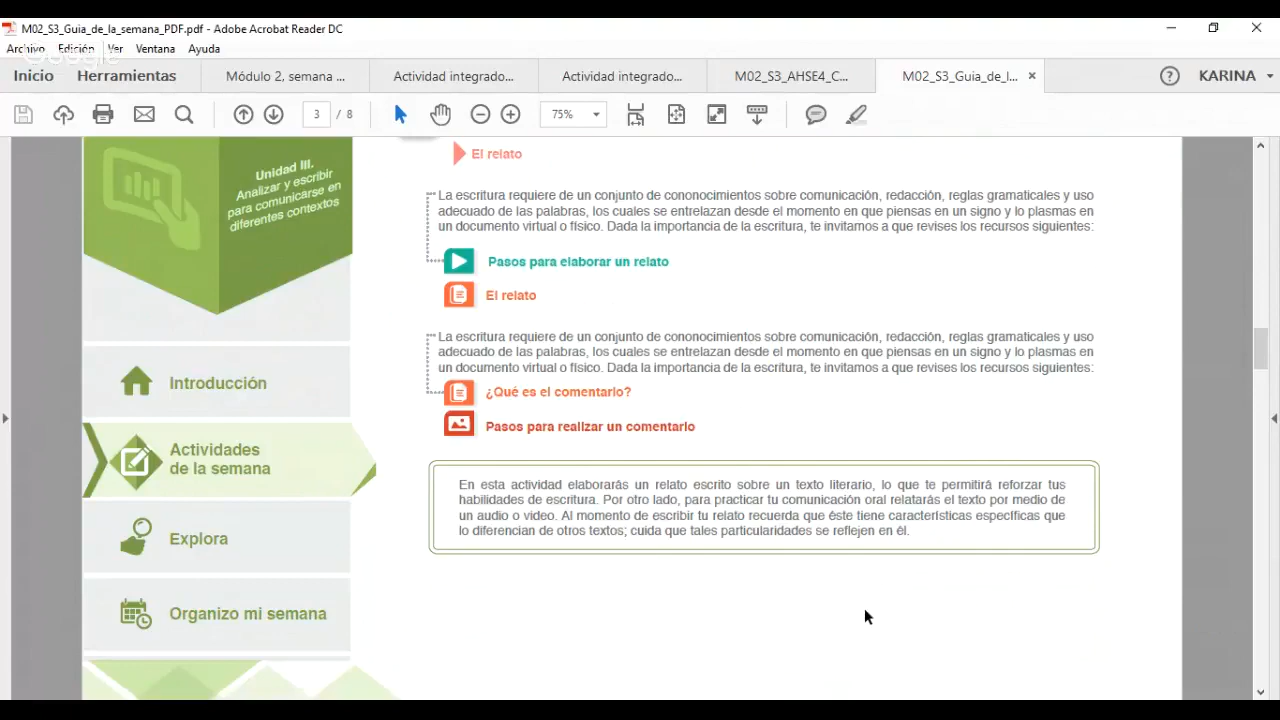 M02_S3_Guia_de_la_semana_PDF.pdf - Adobe Acrobat Reader DC
Archivo Edición Ver Ventana Ayuda
Google
Inicio Herramientas Módulo 2, semana ... Actividad integrado... Actividad integrado... M02_S3_AHSE4_C... M02_S3_Guia_de_l... × KARINA
3 / 8 75%
Unidad III.
Analizar y escribir
para comunicarse en
diferentes contextos
El relato
La escritura requiere de un conjunto de cononocimientos sobre comunicación, redacción, reglas gramaticales y uso
adecuado de las palabras, los cuales se entrelazan desde el momento en que piensas en un signo y lo plasmas en
un documento virtual o físico. Dada la importancia de la escritura, te invitamos a que revises los recursos siguientes:
Pasos para elaborar un relato
El relato
La escritura requiere de un conjunto de cononocimientos sobre comunicación, redacción, reglas gramaticales y uso
adecuado de las palabras, los cuales se entrelazan desde el momento en que piensas en un signo y lo plasmas en
un documento virtual o físico. Dada la importancia de la escritura, te invitamos a que revises los recursos siguientes:
¿Qué es el comentario?
Pasos para realizar un comentario
En esta actividad elaborarás un relato escrito sobre un texto literario, lo que te permitirá reforzar tus
habilidades de escritura. Por otro lado, para practicar tu comunicación oral relatarás el texto por medio de
un audio o video. Al momento de escribir tu relato recuerda que éste tiene características específicas que
lo diferencian de otros textos; cuida que tales particularidades se reflejen en él.
Introducción
Actividades
de la semana
Explora
Organizo mi semana